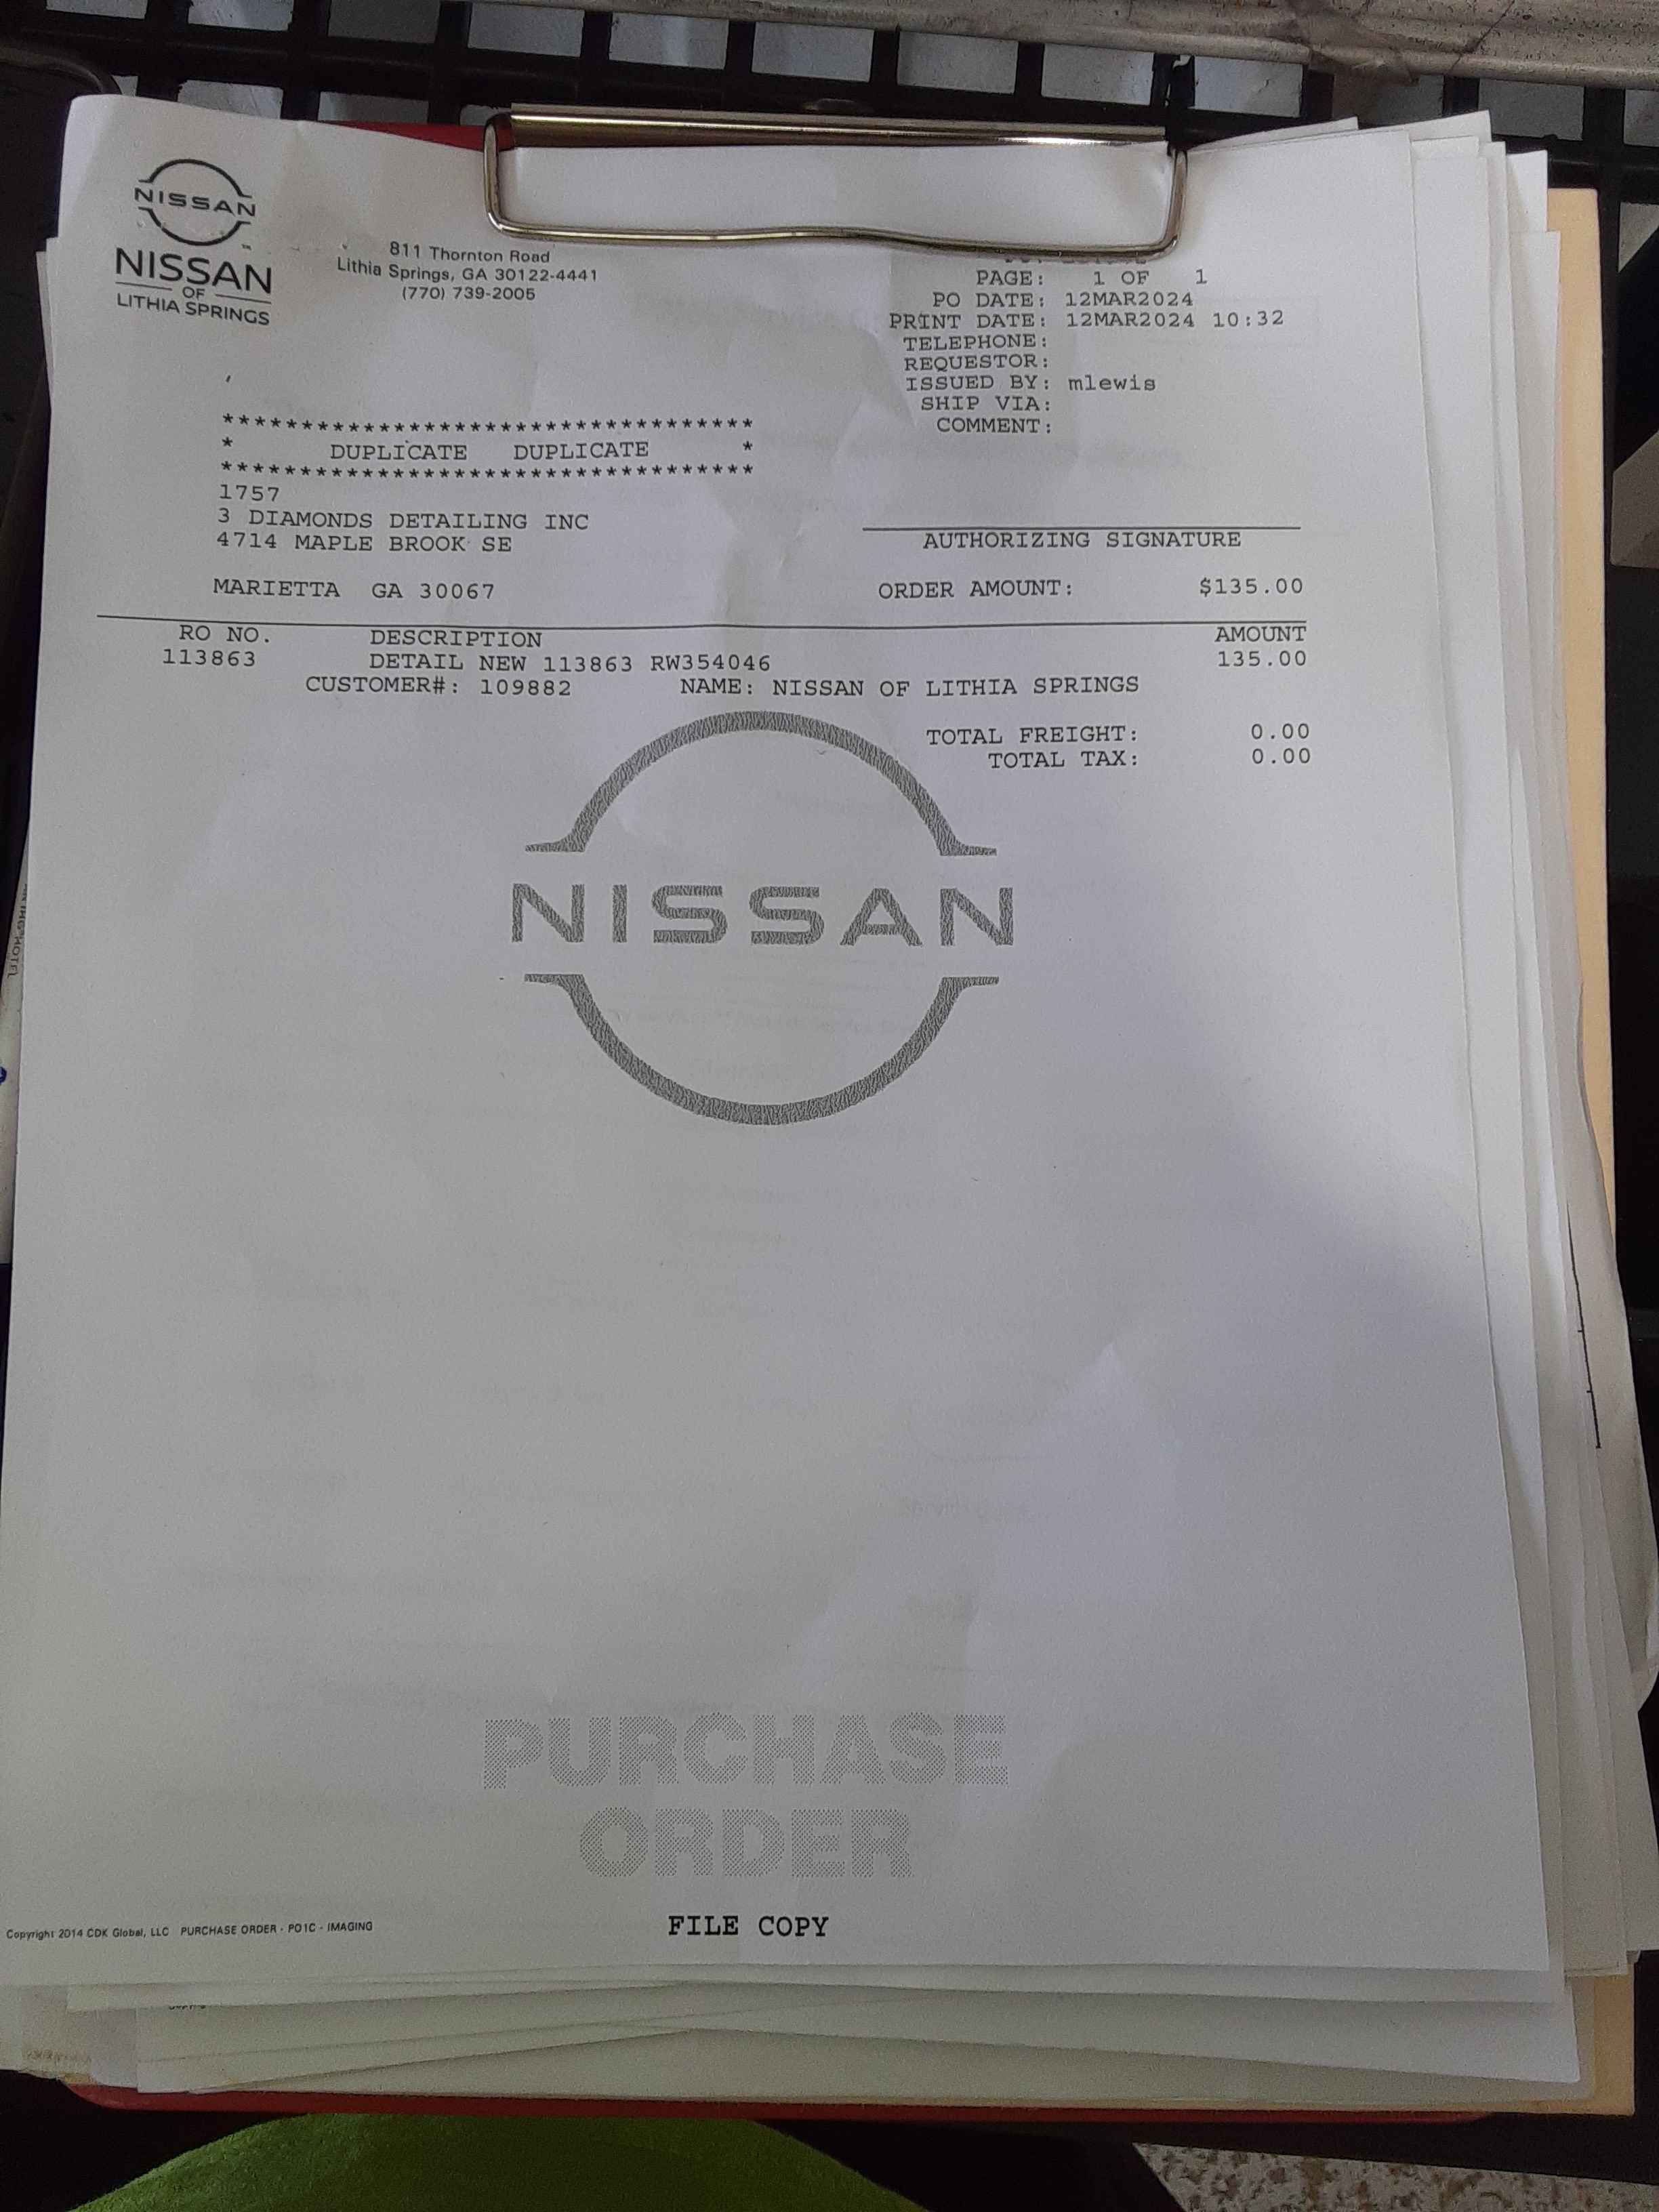 NISSAN
NISSAN
OF
LITHIA SPRINGS
811 Thornton Road
Lithia Springs, GA 30122-4441
(770) 739-2005
PAGE: 1 OF 1
PO DATE: 12MAR2024
PRINT DATE: 12MAR2024 10:32
TELEPHONE:
REQUESTOR:
ISSUED BY: mlewis
SHIP VIA:
COMMENT:
**********************************
* DUPLICATE DUPLICATE *
**********************************
1757
3 DIAMONDS DETAILING INC
4714 MAPLE BROOK SE
MARIETTA GA 30067
AUTHORIZING SIGNATURE
ORDER AMOUNT: $135.00
RO NO. DESCRIPTION AMOUNT
113863 DETAIL NEW 113863 RW354046 135.00
CUSTOMER#: 109882 NAME: NISSAN OF LITHIA SPRINGS
TOTAL FREIGHT: 0.00
TOTAL TAX: 0.00
NISSAN
PURCHASE
ORDER
Copyright 2014 CDK Global, LLC PURCHASE ORDER - PO1C - IMAGING
FILE COPY